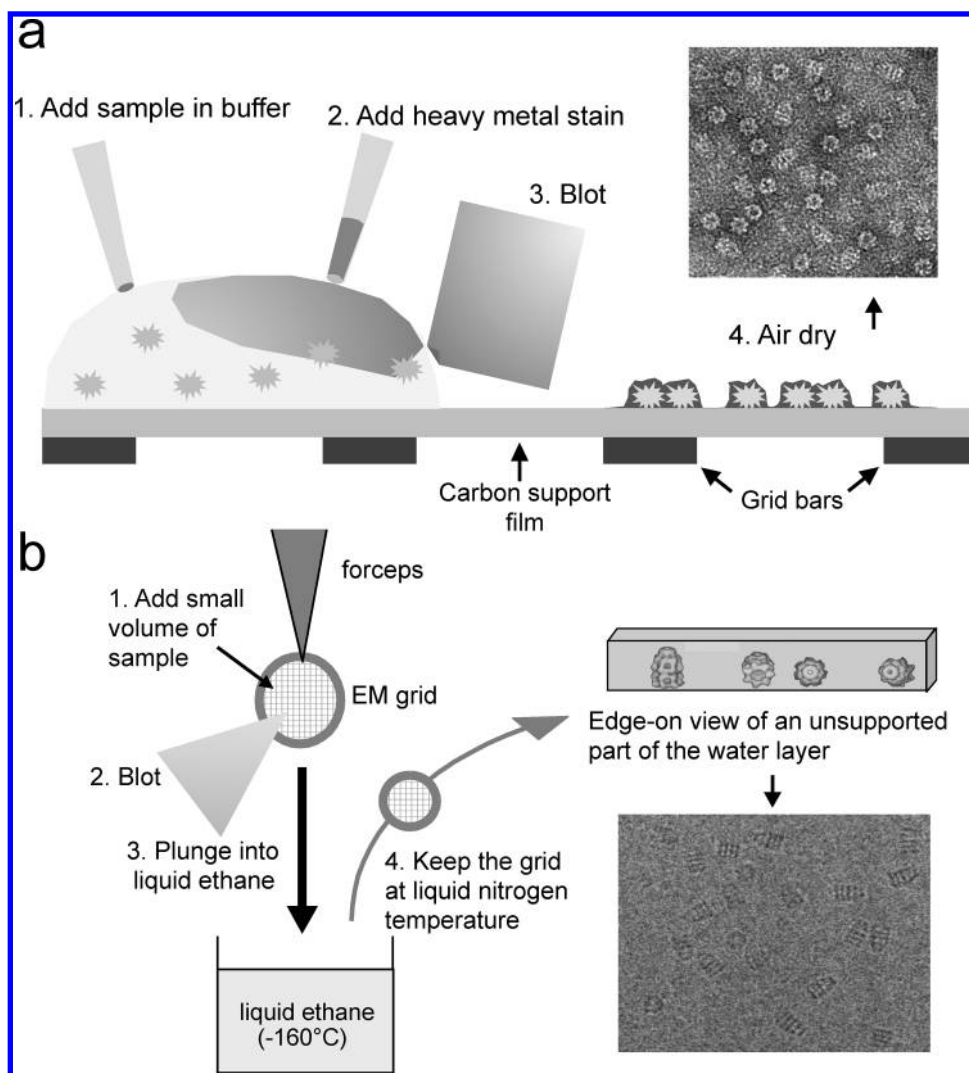 a
1. Add sample in buffer
2. Add heavy metal stain
3. Blot
4. Air dry
Carbon support
film
Grid bars
b
forceps
1. Add small
volume of
sample
EM grid
2. Blot
3. Plunge into
liquid ethane
4. Keep the grid
at liquid nitrogen
temperature
liquid ethane
(-160°C)
Edge-on view of an unsupported
part of the water layer